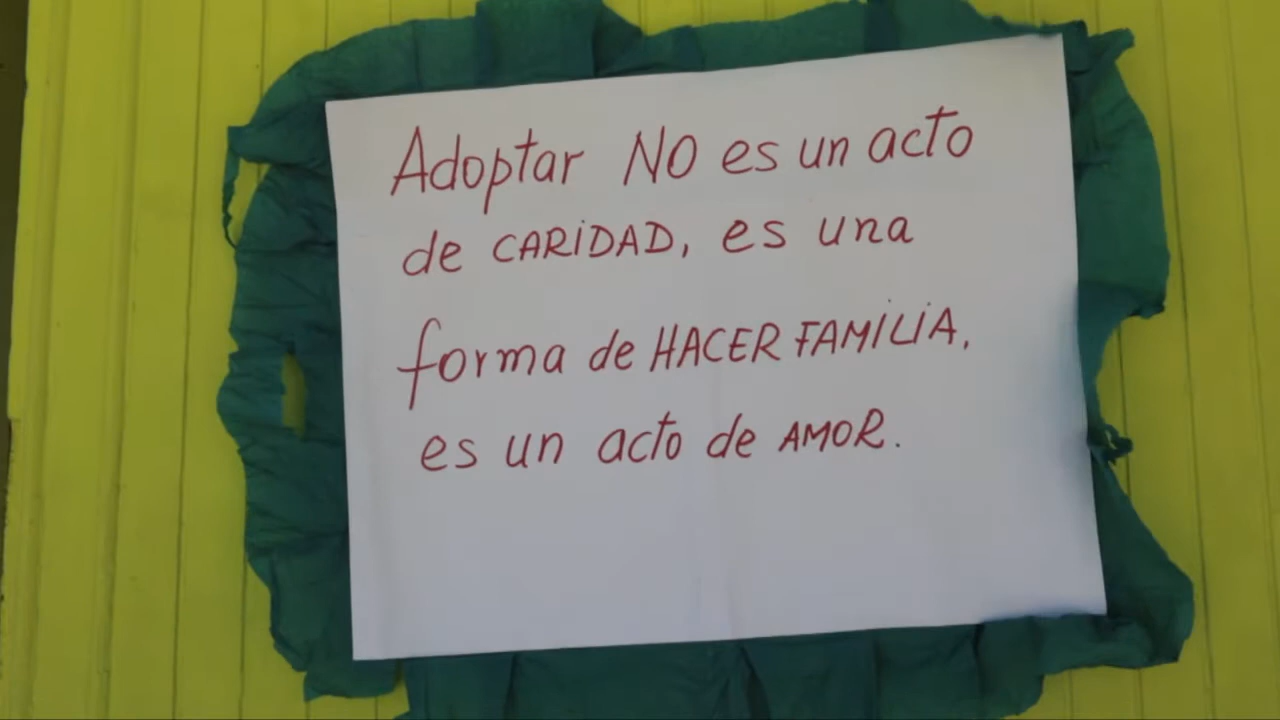 Adoptar NO es un acto
de CARIDAD, es una
forma de HACER FAMILIA,
es un acto de AMOR.